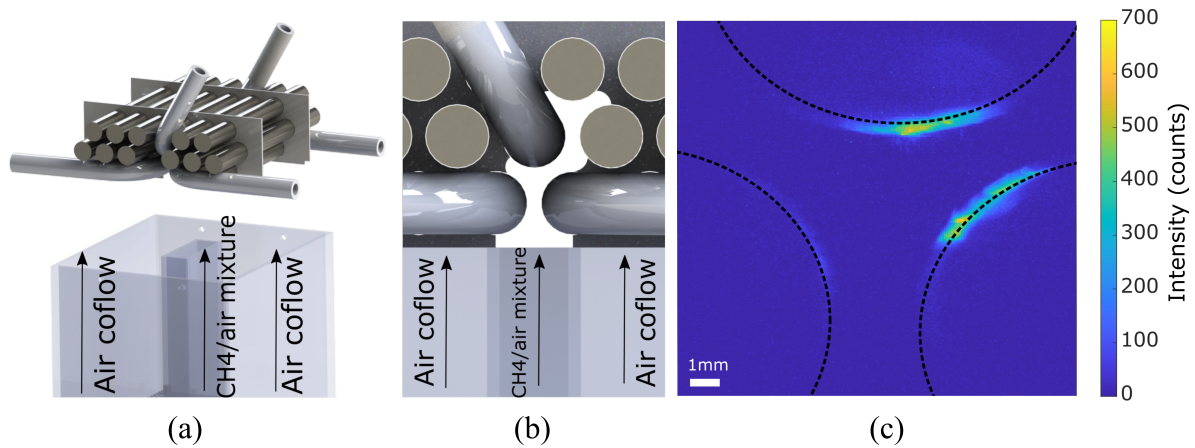 Air coflow
CH4/air mixture
Air coflow
(a)
Air coflow
CH4/air mixture
Air coflow
(b)
1mm
(c)
700
600
500
400
300
200
100
0
Intensity (counts)